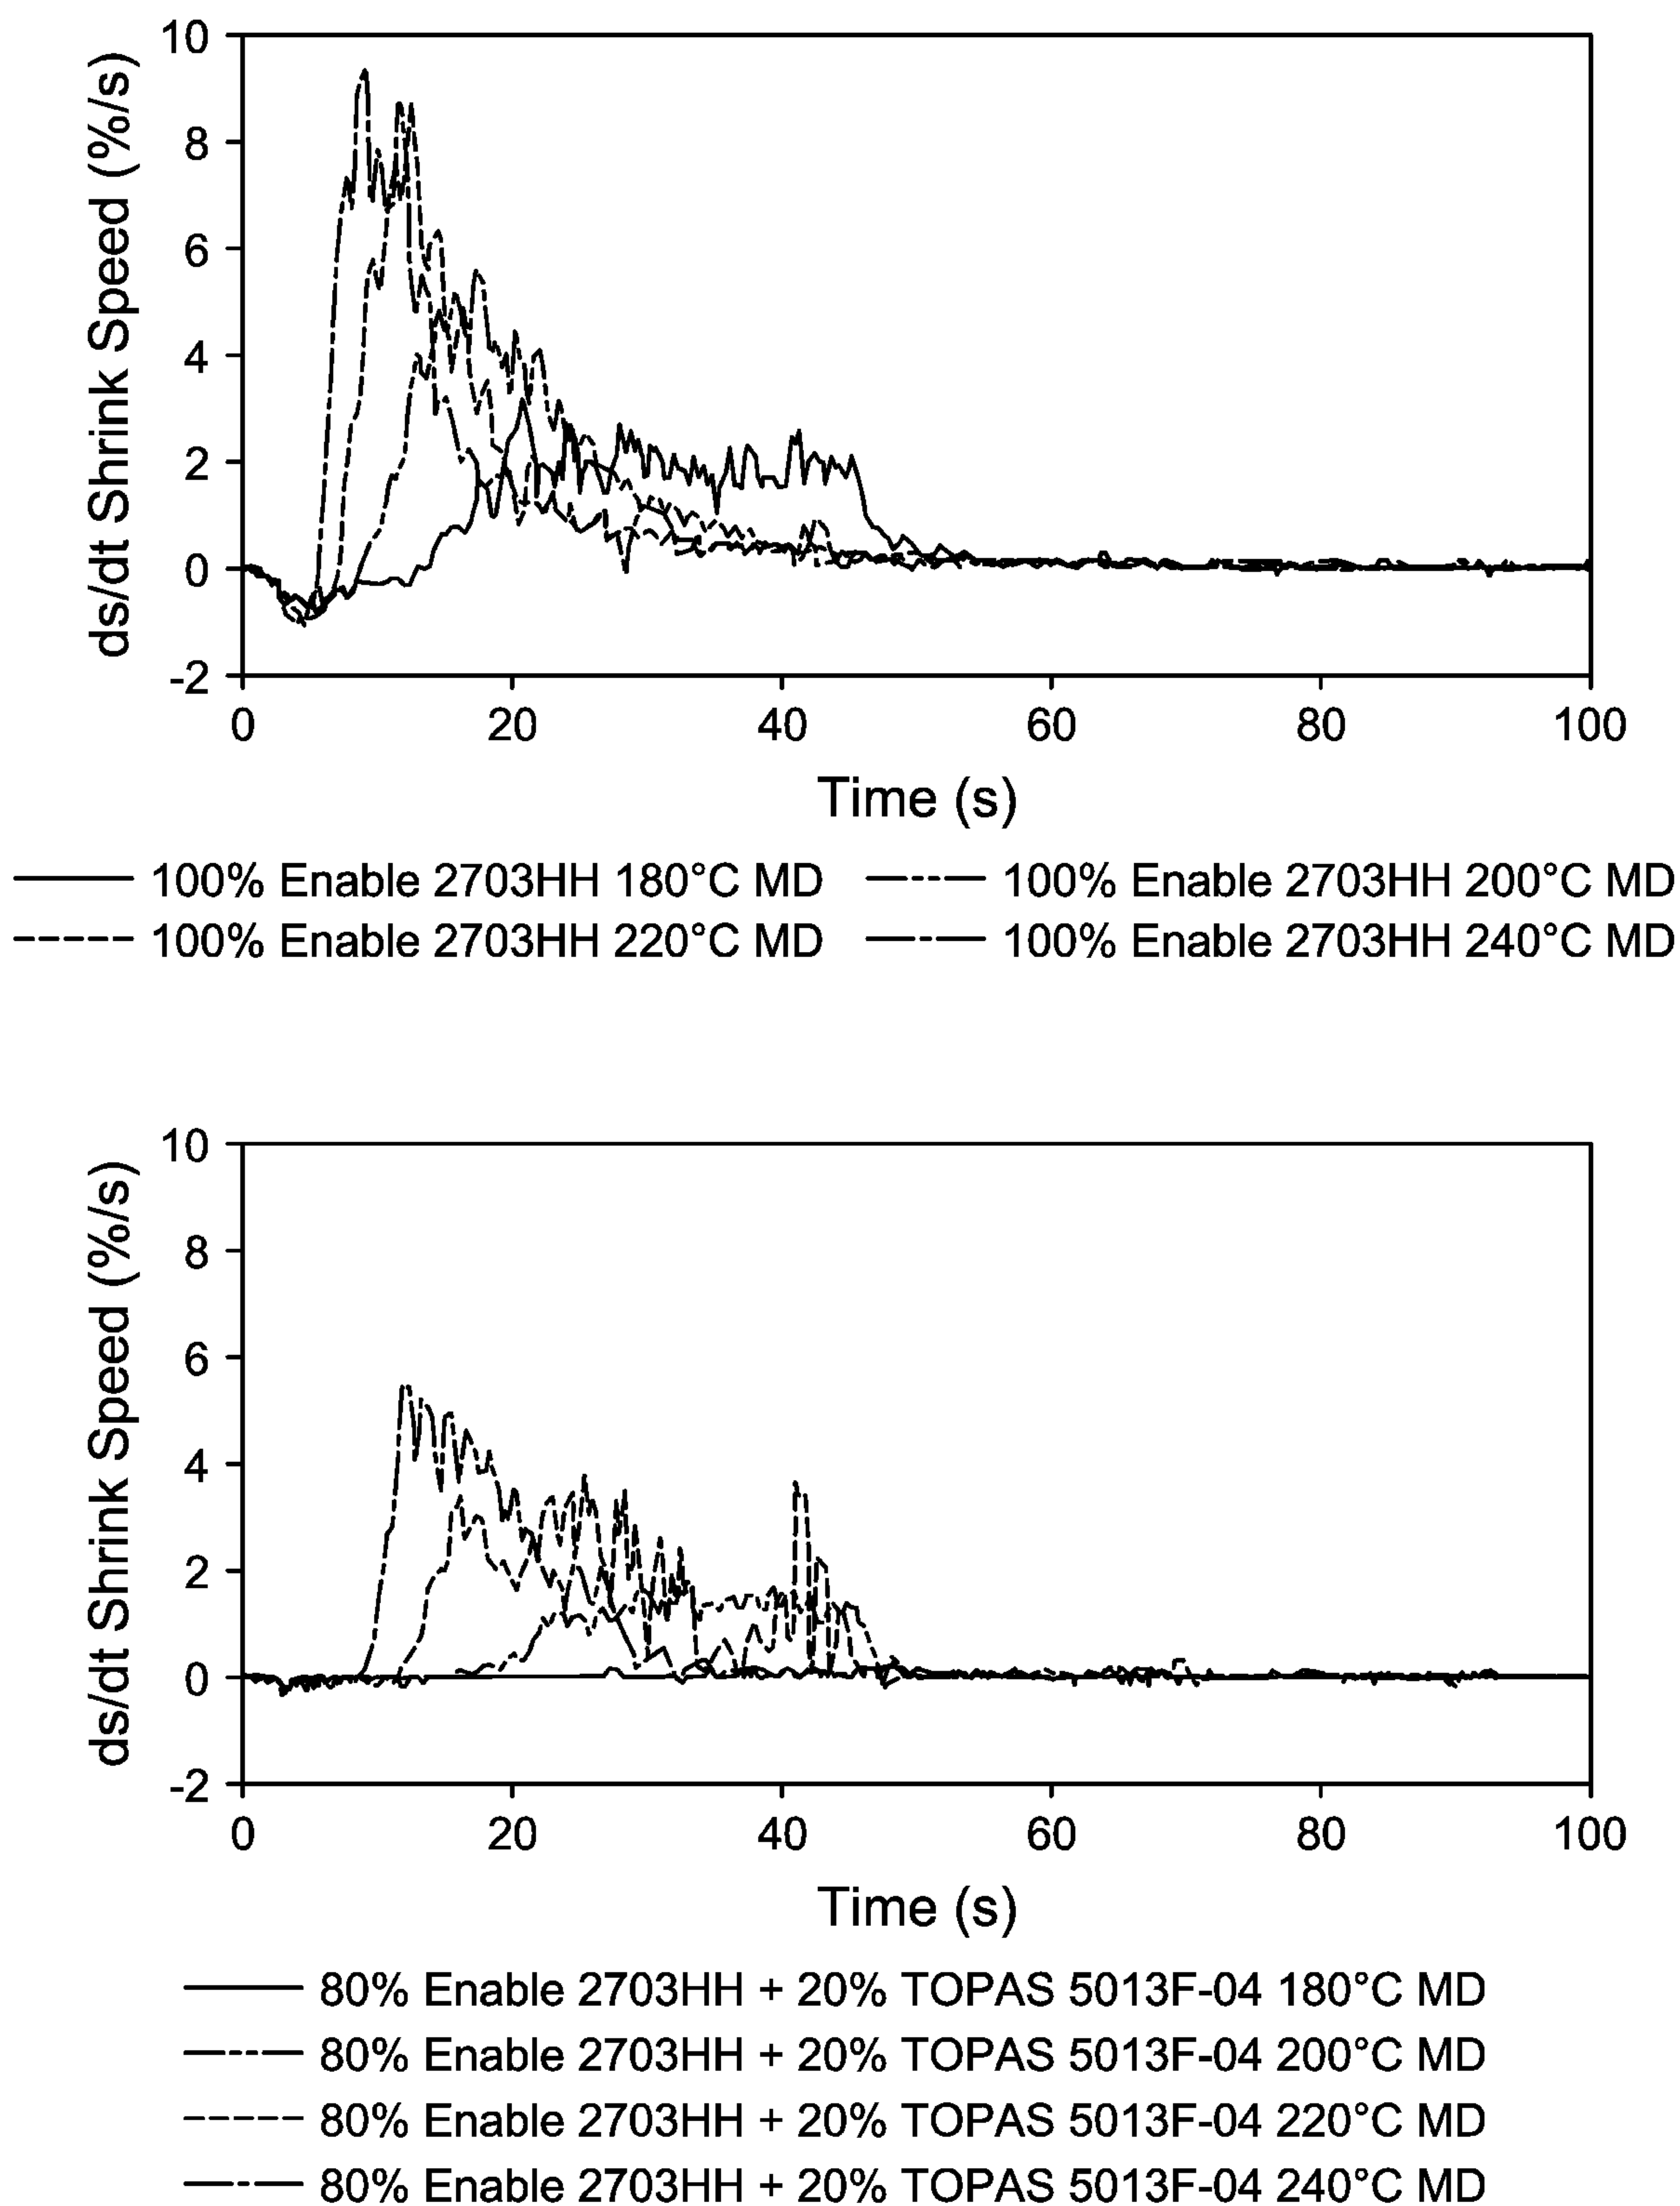 10
8
6
4
2
0
-2
ds/dt Shrink Speed (%/s)
0 20 40 60 80 100
Time (s)
100% Enable 2703HH 180°C MD 100% Enable 2703HH 200°C MD
100% Enable 2703HH 220°C MD 100% Enable 2703HH 240°C MD
10
8
6
4
2
0
-2
ds/dt Shrink Speed (%/s)
0 20 40 60 80 100
Time (s)
80% Enable 2703HH + 20% TOPAS 5013F-04 180°C MD
80% Enable 2703HH + 20% TOPAS 5013F-04 200°C MD
80% Enable 2703HH + 20% TOPAS 5013F-04 220°C MD
80% Enable 2703HH + 20% TOPAS 5013F-04 240°C MD